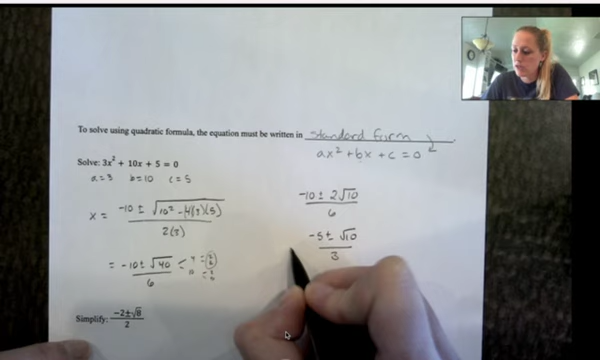 To solve using quadratic formula, the equation must be written in standard form
ax² + bx + c = 0
Solve: 3x² + 10x + 5 = 0
a=3 b=10 c=5
x = -10 ± √10² - 4(3)(5)
2(3)
= -10 ± √40
6
-10 ± 2√10
6
-5 ± √10
3
Simplify: -2±√8
2